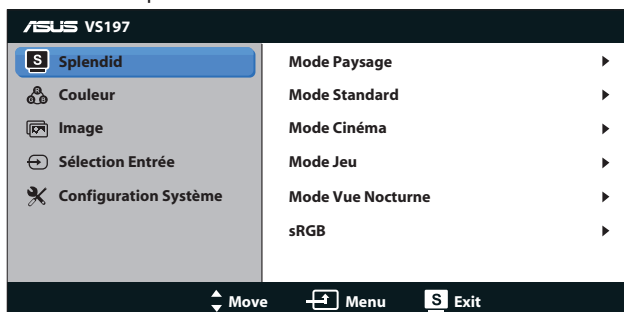 ASUS VS197
S Splendid
Couleur
Image
Sélection Entrée
Configuration Système
Mode Paysage
Mode Standard
Mode Cinéma
Mode Jeu
Mode Vue Nocturne
sRGB
Move Menu S Exit